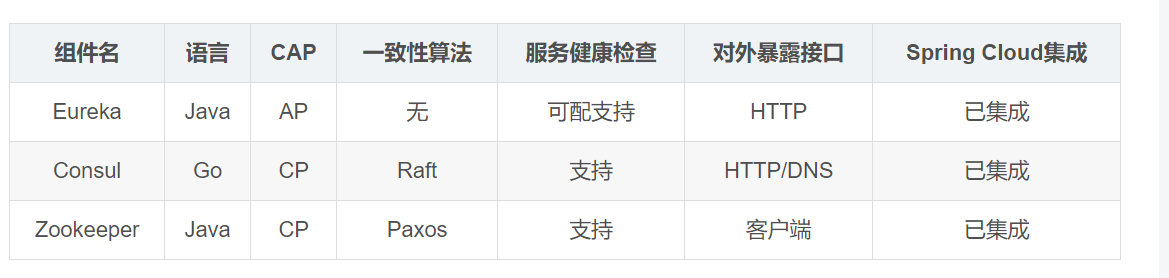 组件名 语言 CAP 一致性算法 服务健康检查 对外暴露接口 Spring Cloud集成
Eureka Java AP 无 可配支持 HTTP 已集成
Consul Go CP Raft 支持 HTTP/DNS 已集成
Zookeeper Java CP Paxos 支持 客户端 已集成